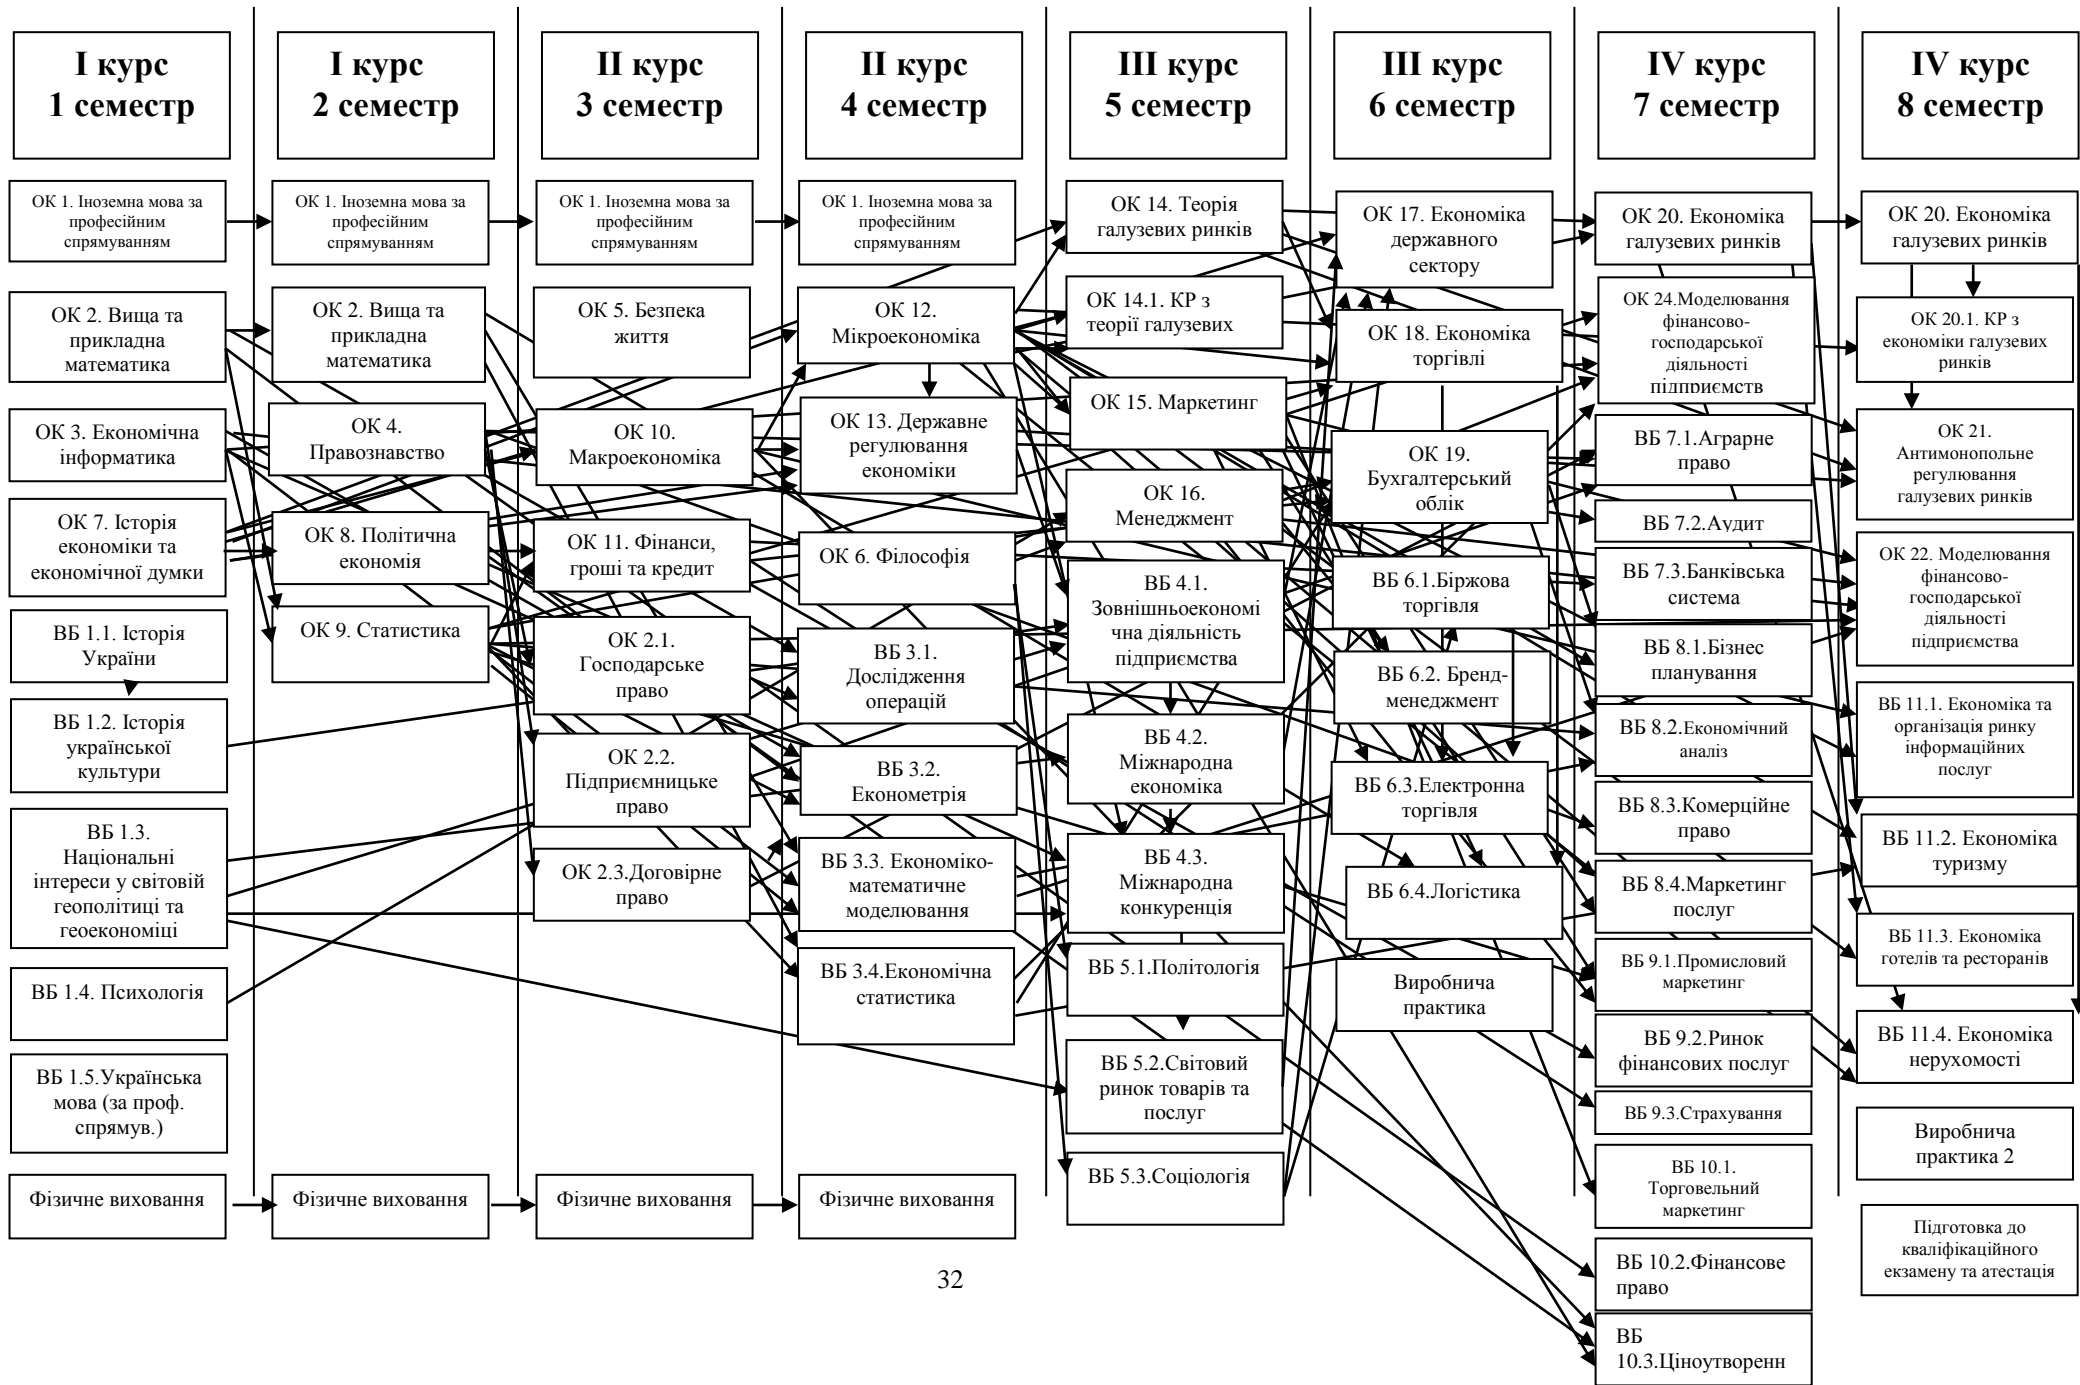 I курс
1 семестр
I курс
2 семестр
II курс
3 семестр
II курс
4 семестр
III курс
5 семестр
III курс
6 семестр
IV курс
7 семестр
IV курс
8 семестр
ОК 1. Іноземна мова за
професійним
спрямуванням
ОК 2. Вища та
прикладна
математика
ОК 3. Економічна
інформатика
ОК 7. Історія
економіки та
економічної думки
ВБ 1.1. Історія
України
ВБ 1.2. Історія
української
культури
ВБ 1.3.
Національні
інтереси у світовій
геополітиці та
геоекономіці
ВБ 1.4. Психологія
ВБ 1.5.Українська
мова (за проф.
спрямув.)
Фізичне виховання
ОК 1. Іноземна мова за
професійним
спрямуванням
ОК 2. Вища та
прикладна
математика
ОК 4.
Правознавство
ОК 8. Політична
економія
ОК 9. Статистика
Фізичне виховання
ОК 1. Іноземна мова за
професійним
спрямуванням
ОК 5. Безпека
життя
ОК 10.
Макроекономіка
ОК 11. Фінанси,
гроші та кредит
ОК 2.1.
Господарське
право
ОК 2.2.
Підприємницьке
право
ОК 2.3.Договірне
право
Фізичне виховання
ОК 1. Іноземна мова за
професійним
спрямуванням
ОК 12.
Мікроекономіка
ОК 13. Державне
регулювання
економіки
ОК 6. Філософія
ВБ 3.1.
Дослідження
операцій
ВБ 3.2.
Економетрія
ВБ 3.3. Економіко-
математичне
моделювання
ВБ 3.4.Економічна
статистика
Фізичне виховання
ОК 14. Теорія
галузевих ринків
ОК 14.1. КР з
теорії галузевих
ОК 15. Маркетинг
ОК 16.
Менеджмент
ВБ 4.1.
Зовнішньоекономі
чна діяльність
підприємства
ВБ 4.2.
Міжнародна
економіка
ВБ 4.3.
Міжнародна
конкуренція
ВБ 5.1.Політологія
ВБ 5.2.Світовий
ринок товарів та
послуг
ВБ 5.3.Соціологія
ОК 17. Економіка
державного
сектору
ОК 18. Економіка
торгівлі
ОК 19.
Бухгалтерський
облік
ВБ 6.1.Біржова
торгівля
ВБ 6.2. Бренд-
менеджмент
ВБ 6.3.Електронна
торгівля
ВБ 6.4.Логістика
Виробнича
практика
ОК 20. Економіка
галузевих ринків
ОК 24.Моделювання
фінансово-
господарської
діяльності
підприємств
ВБ 7.1.Аграрне
право
ВБ 7.2.Аудит
ВБ 7.3.Банківська
система
ВБ 8.1.Бізнес
планування
ВБ 8.2.Економічний
аналіз
ВБ 8.3.Комерційне
право
ВБ 8.4.Маркетинг
послуг
ВБ 9.1.Промисловий
маркетинг
ВБ 9.2.Ринок
фінансових послуг
ВБ 9.3.Страхування
ВБ 10.1.
Торговельний
маркетинг
ВБ 10.2.Фінансове
право
ВБ
10.3.Ціноутворенн
ОК 20. Економіка
галузевих ринків
ОК 20.1. КР з
економіки галузевих
ринків
ОК 21.
Антимонопольне
регулювання
галузевих ринків
ОК 22. Моделювання
фінансово-
господарської
діяльності
підприємства
ВБ 11.1. Економіка та
організація ринку
інформаційних
послуг
ВБ 11.2. Економіка
туризму
ВБ 11.3. Економіка
готелів та ресторанів
ВБ 11.4. Економіка
нерухомості
Виробнича
практика 2
Підготовка до
кваліфікаційного
екзамену та атестація
32